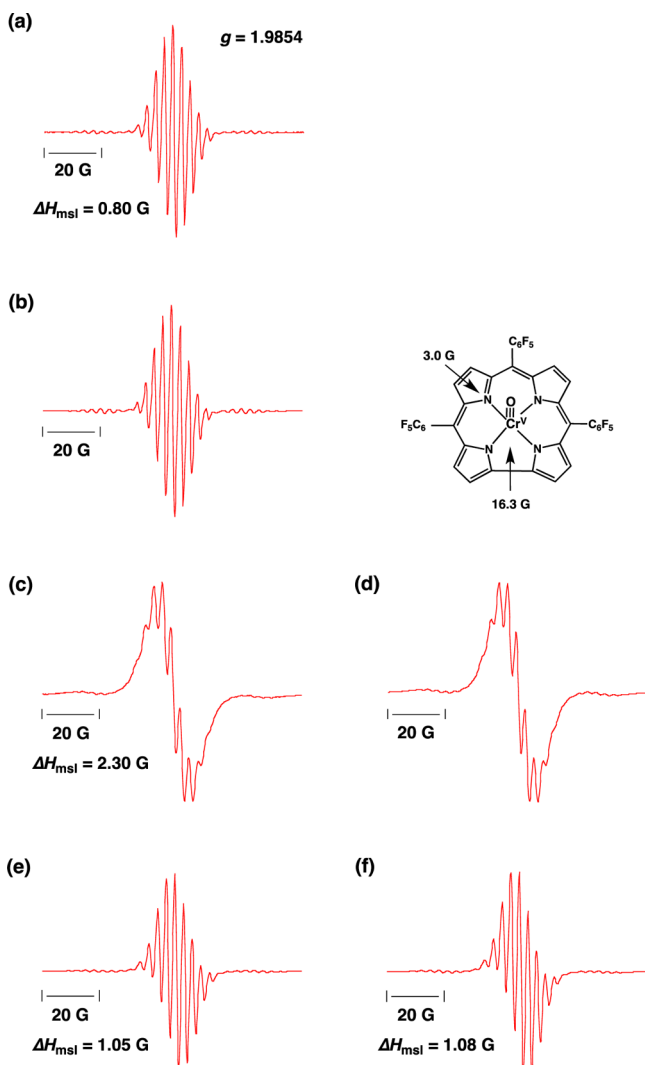 (a)
g = 1.9854
20 G
ΔHmsl = 0.80 G
(b)
20 G
C6F5
3.0 G
O
N
N
CrV
F5C6
C6F5
N
N
16.3 G
(c)
(d)
20 G
20 G
ΔHmsl = 2.30 G
(e)
(f)
20 G
20 G
ΔHmsl = 1.05 G
ΔHmsl = 1.08 G